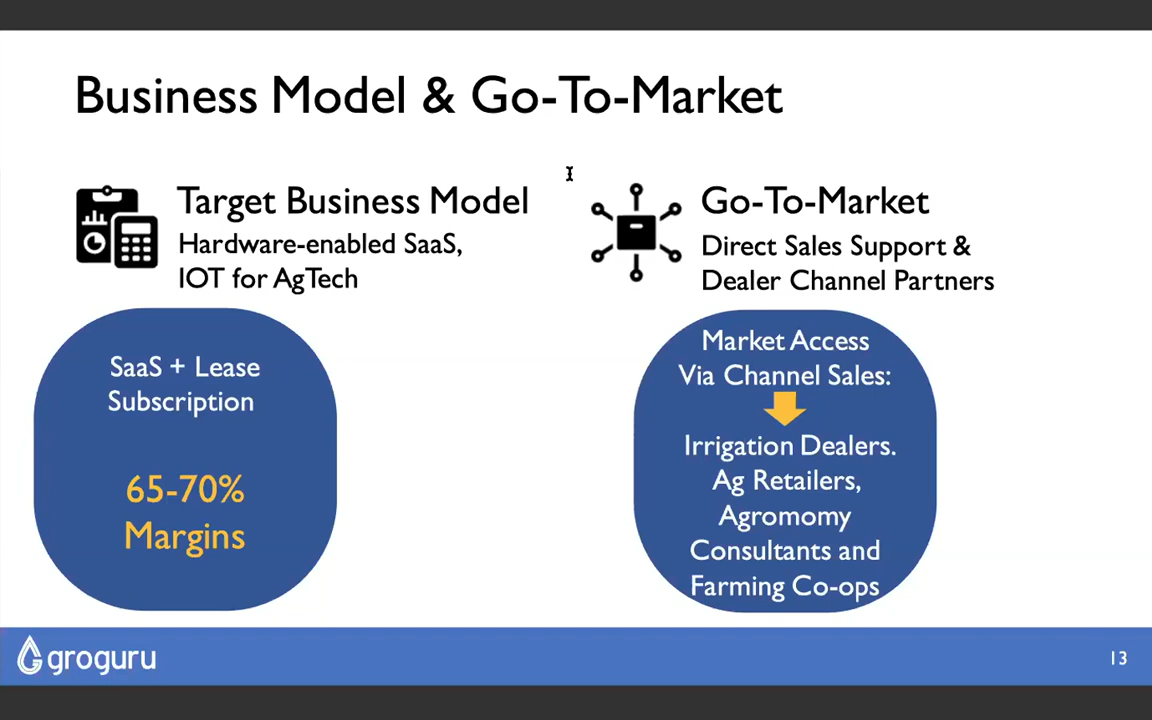 Business Model & Go-To-Market
Target Business Model
Hardware-enabled SaaS,
IOT for AgTech
SaaS + Lease
Subscription
65-70%
Margins
Go-To-Market
Direct Sales Support &
Dealer Channel Partners
Market Access
Via Channel Sales:
Irrigation Dealers.
Ag Retailers,
Agromomy
Consultants and
Farming Co-ops
groguru
13